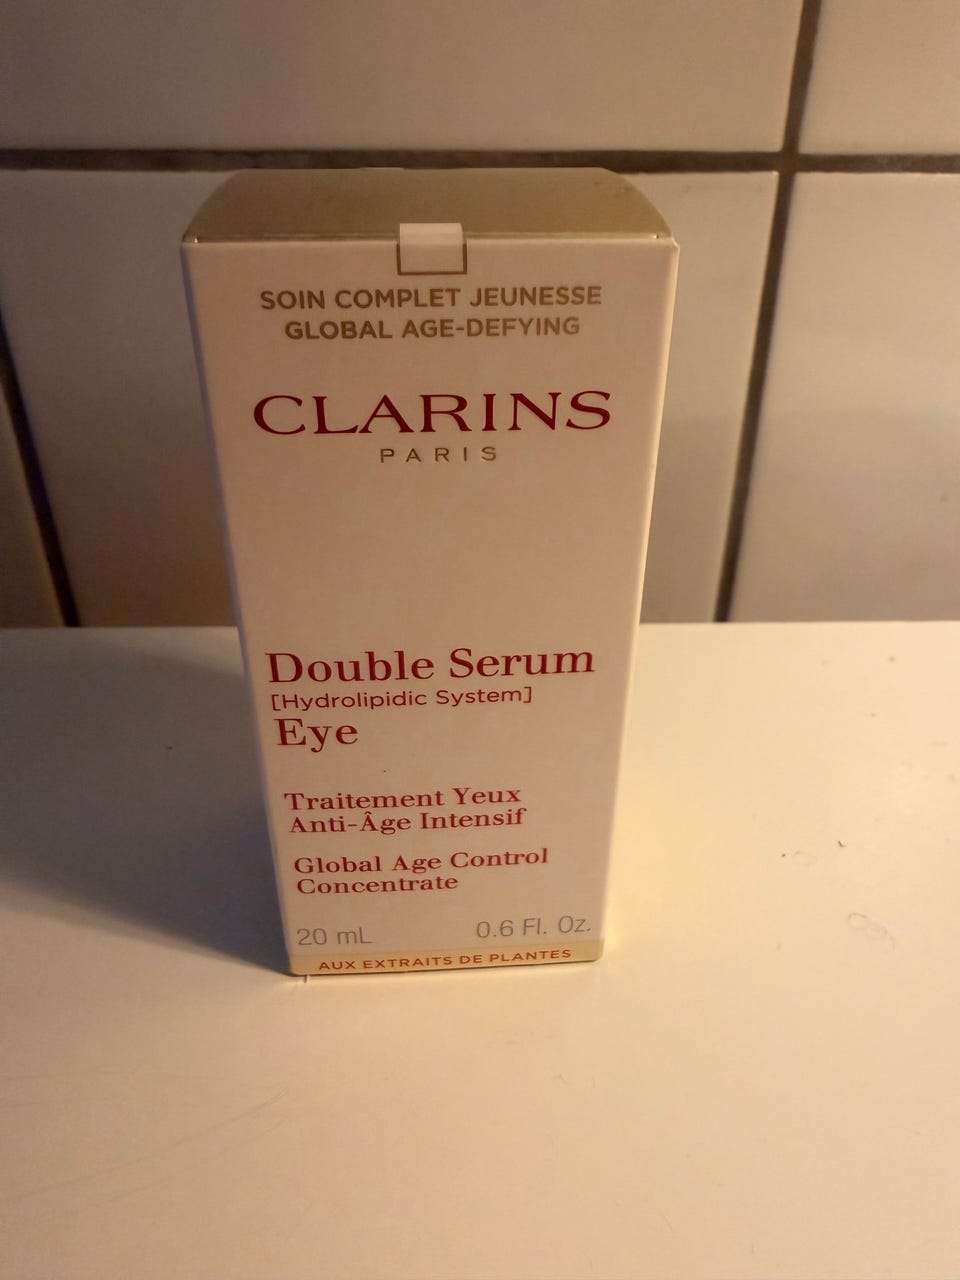 SOIN COMPLET JEUNESSE
GLOBAL AGE-DEFYING
CLARINS
PARIS
Double Serum
[Hydrolipidic System]
Eye
Traitement Yeux
Anti-Âge Intensif
Global Age Control
Concentrate
20 mL 0.6 Fl. Oz.
AUX EXTRAITS DE PLANTES